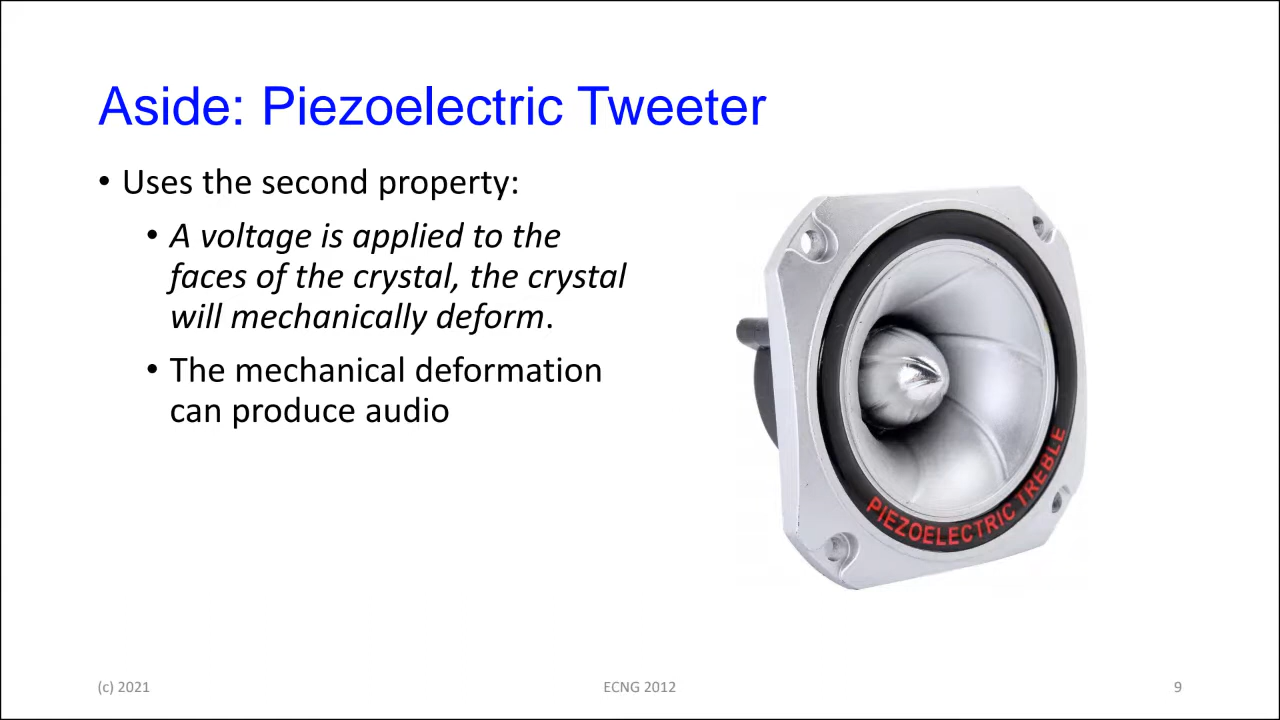 Aside: Piezoelectric Tweeter
• Uses the second property:
• A voltage is applied to the
faces of the crystal, the crystal
will mechanically deform.
• The mechanical deformation
can produce audio
PIEZOELECTRIC TREBLE
(c) 2021
ECNG 2012
9